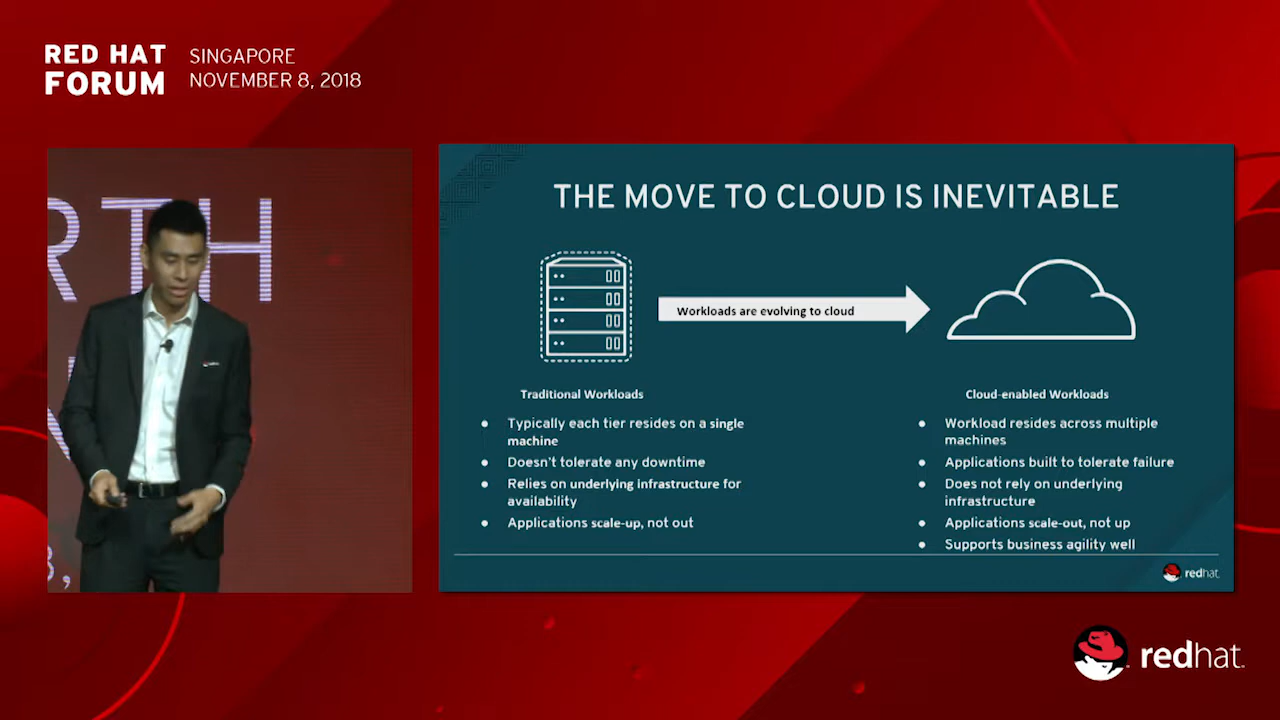 RED HAT
FORUM
SINGAPORE
NOVEMBER 8, 2018
RTH
8,
THE MOVE TO CLOUD IS INEVITABLE
Workloads are evolving to cloud
Traditional Workloads
● Typically each tier resides on a single
machine
● Doesn't tolerate any downtime
● Relies on underlying infrastructure for
availability
● Applications scale-up, not out
Cloud-enabled Workloads
● Workload resides across multiple
machines
● Applications built to tolerate failure
● Does not rely on underlying
infrastructure
● Applications scale-out, not up
● Supports business agility well
redhat.
redhat.